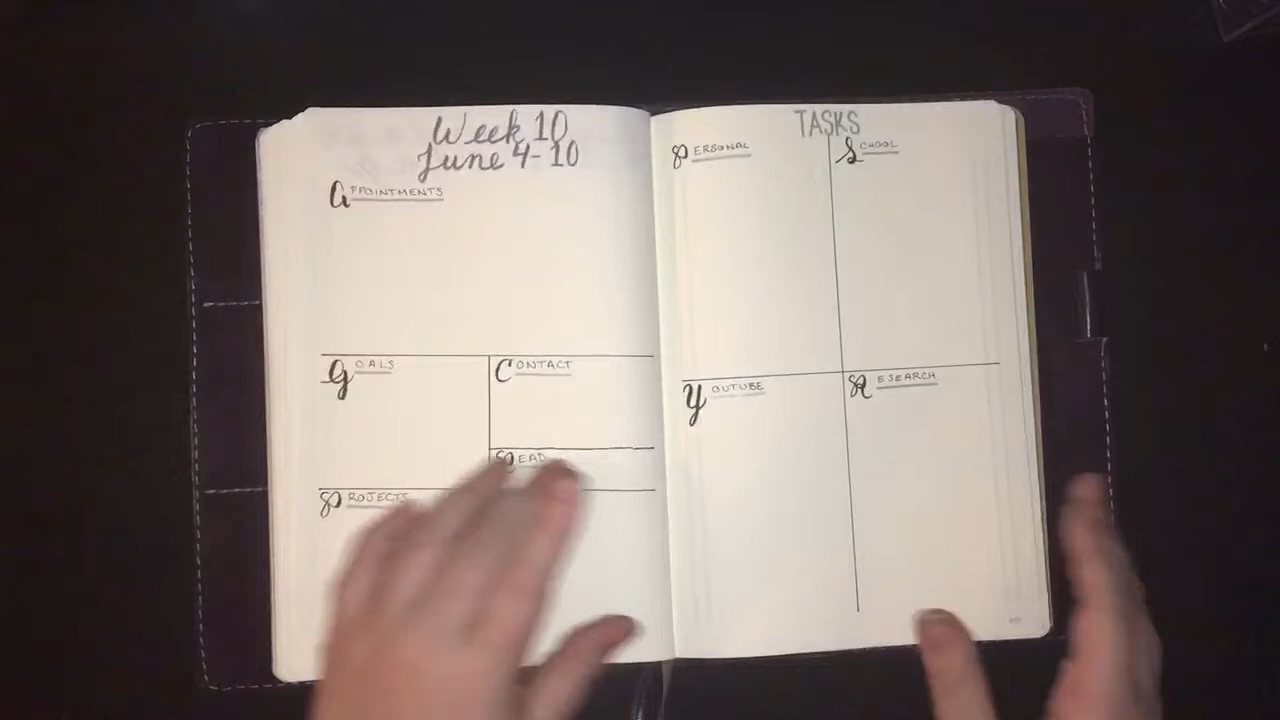 Week 10
June 4-10
APPOINTMENTS
GOALS
CONTACT
READ
PROJECTS
TASKS
PERSONAL
SCHOOL
YOUTUBE
RESEARCH